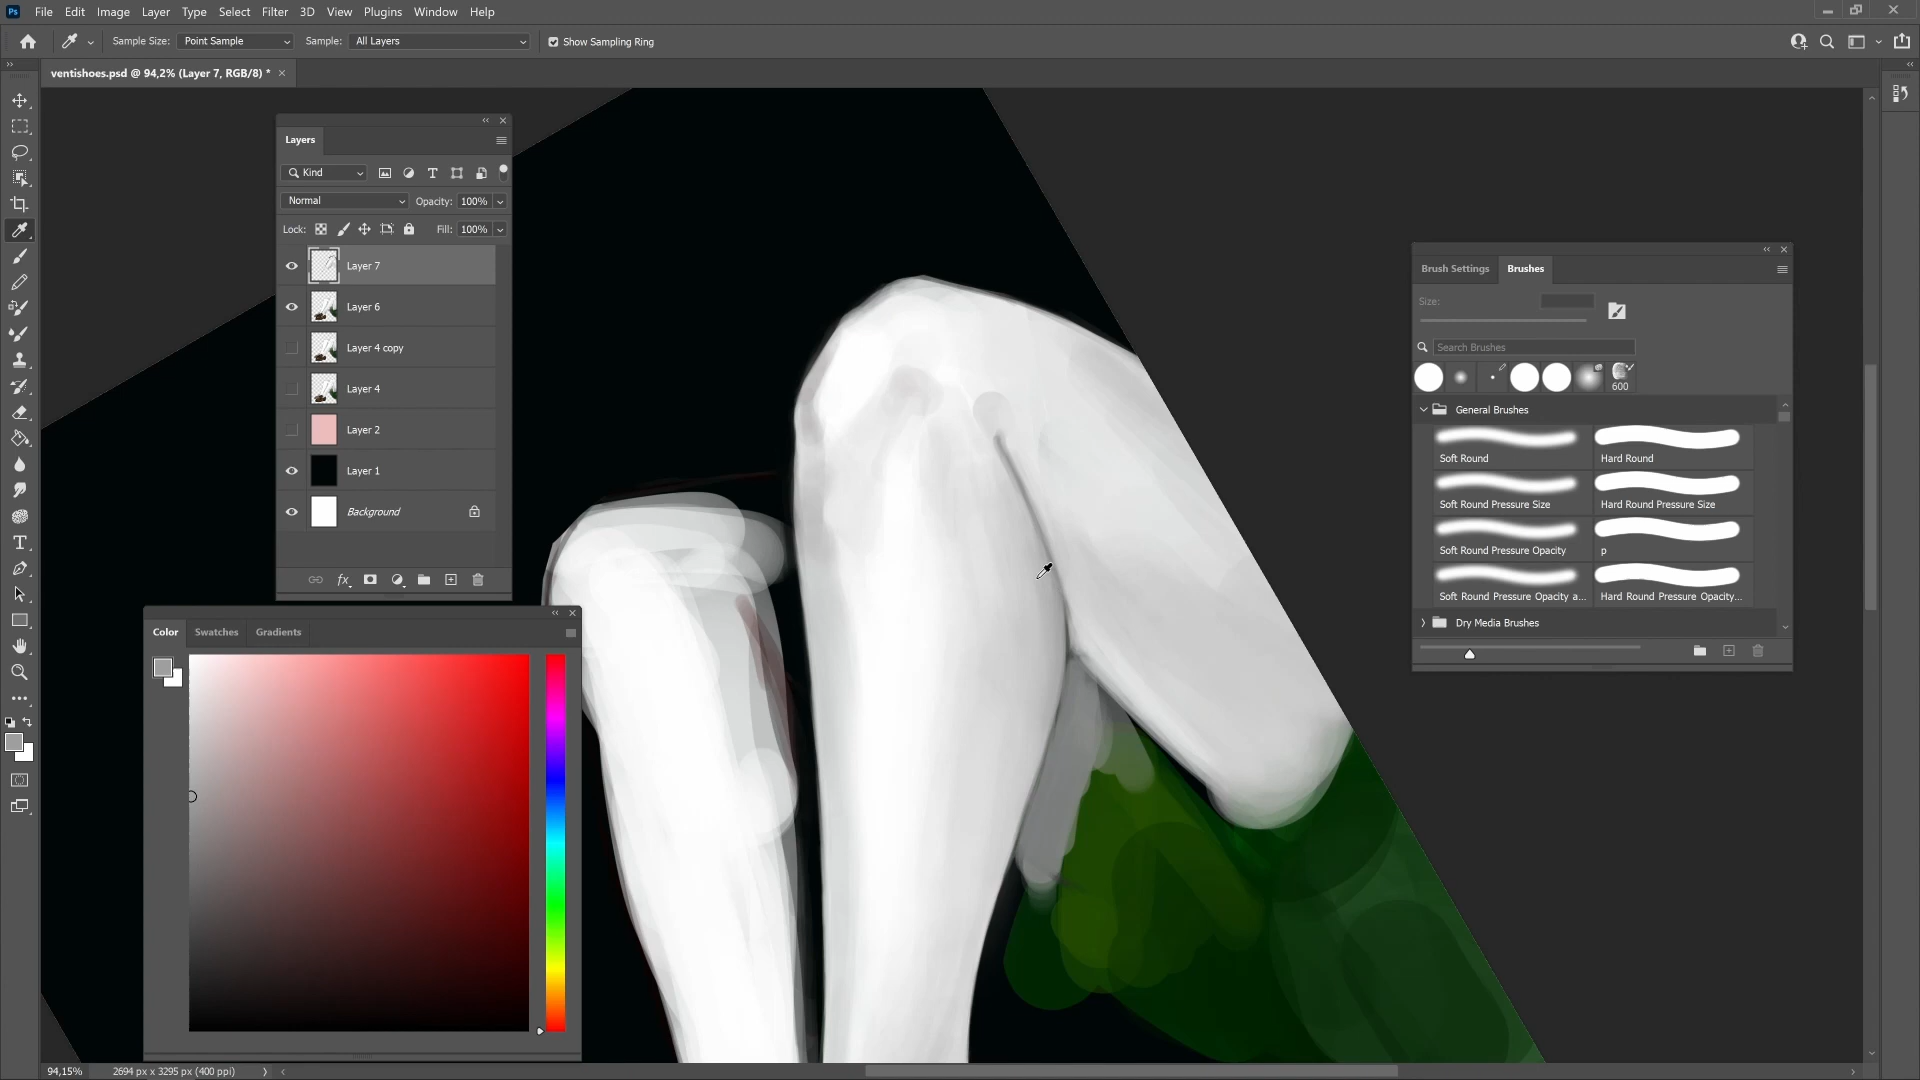 Ps File Edit Image Layer Type Select Filter 3D View Plugins Window Help
Sample Size: Point Sample Sample: All Layers Show Sampling Ring
ventishoes.psd @ 94,2% (Layer 7, RGB/8) *
Layers
Kind
Normal Opacity: 100%
Lock: Fill: 100%
Layer 7
Layer 6
Layer 4 copy
Layer 4
Layer 2
Layer 1
Background
fx
Color Swatches Gradients
Brush Settings Brushes
Size:
Search Brushes
600
General Brushes
Soft Round Hard Round
Soft Round Pressure Size Hard Round Pressure Size
Soft Round Pressure Opacity p
Soft Round Pressure Opacity a... Hard Round Pressure Opacity...
Dry Media Brushes
94,15% 2694 px x 3295 px (400 ppi)